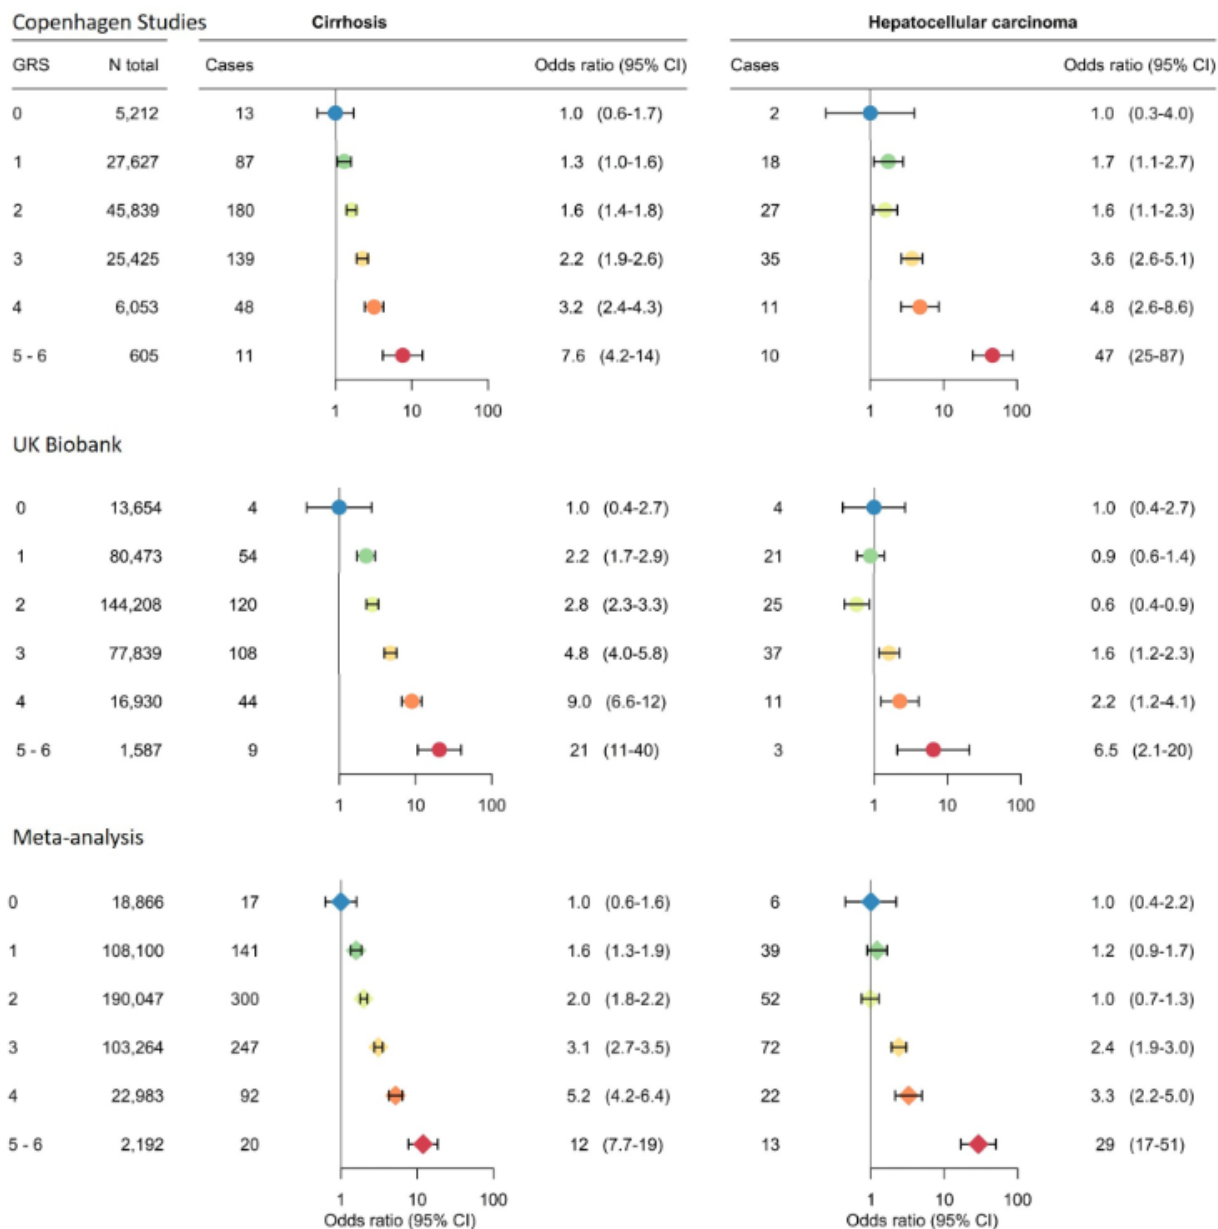 Copenhagen Studies Cirrhosis Hepatocellular carcinoma
GRS N total Cases Odds ratio (95% CI) Cases Odds ratio (95% CI)
0 5,212 13 1.0 (0.6-1.7) 2 1.0 (0.3-4.0)
1 27,627 87 1.3 (1.0-1.6) 18 1.7 (1.1-2.7)
2 45,839 180 1.6 (1.4-1.8) 27 1.6 (1.1-2.3)
3 25,425 139 2.2 (1.9-2.6) 35 3.6 (2.6-5.1)
4 6,053 48 3.2 (2.4-4.3) 11 4.8 (2.6-8.6)
5 - 6 605 11 7.6 (4.2-14) 10 47 (25-87)
1 10 100 1 10 100
UK Biobank
0 13,654 4 1.0 (0.4-2.7) 4 1.0 (0.4-2.7)
1 80,473 54 2.2 (1.7-2.9) 21 0.9 (0.6-1.4)
2 144,208 120 2.8 (2.3-3.3) 25 0.6 (0.4-0.9)
3 77,839 108 4.8 (4.0-5.8) 37 1.6 (1.2-2.3)
4 16,930 44 9.0 (6.6-12) 11 2.2 (1.2-4.1)
5 - 6 1,587 9 21 (11-40) 3 6.5 (2.1-20)
1 10 100 1 10 100
Meta-analysis
0 18,866 17 1.0 (0.6-1.6) 6 1.0 (0.4-2.2)
1 108,100 141 1.6 (1.3-1.9) 39 1.2 (0.9-1.7)
2 190,047 300 2.0 (1.8-2.2) 52 1.0 (0.7-1.3)
3 103,264 247 3.1 (2.7-3.5) 72 2.4 (1.9-3.0)
4 22,983 92 5.2 (4.2-6.4) 22 3.3 (2.2-5.0)
5 - 6 2,192 20 12 (7.7-19) 13 29 (17-51)
1 10 100 1 10 100
Odds ratio (95% CI) Odds ratio (95% CI)